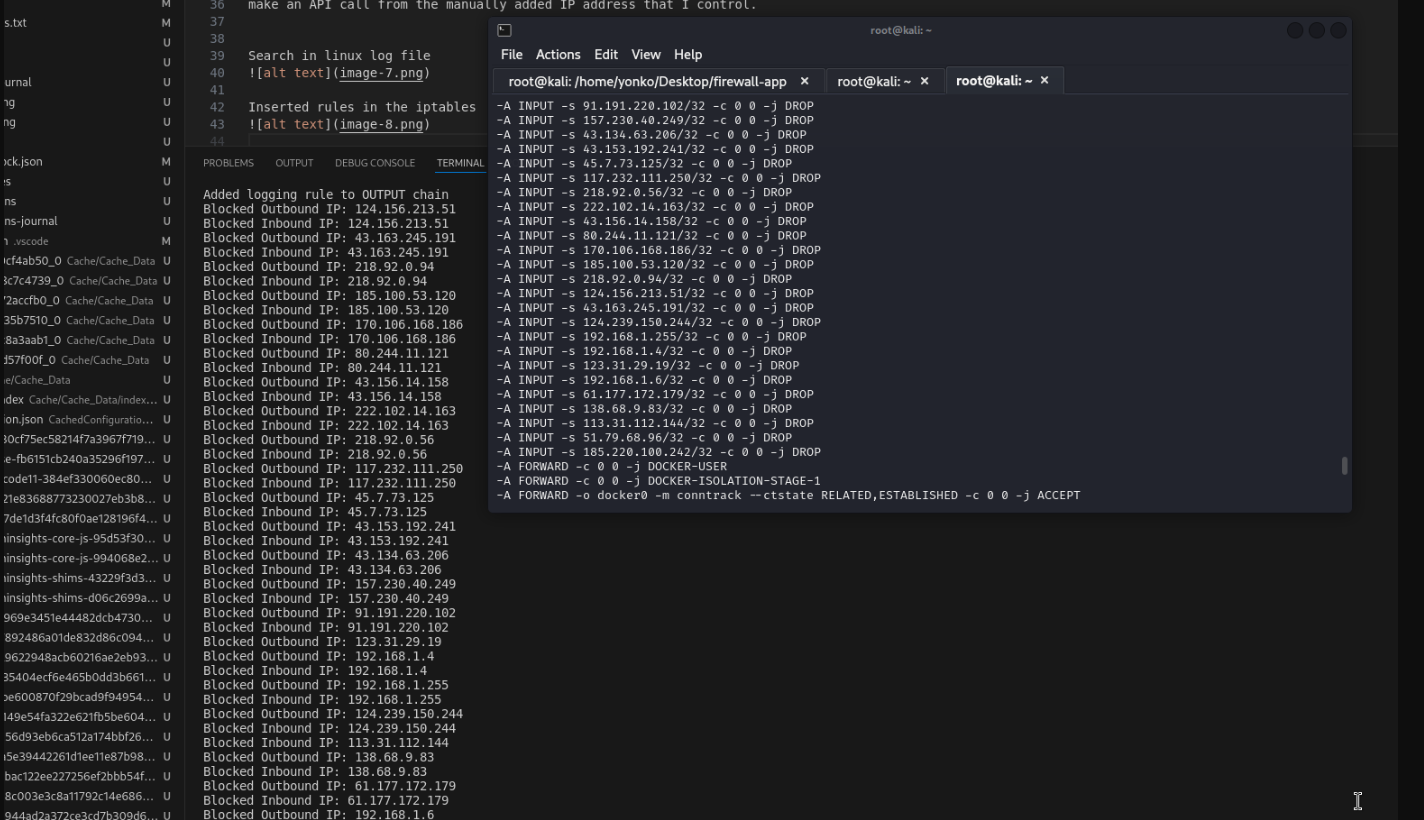 s.txt M
U
U
urnal M
ng U
ng U
U
ock.json M
es U
ns U
ns-journal U
.vscode M
cf4ab50_0 Cache/Cache_Data U
3c7c4739_0 Cache/Cache_Data U
72accfb0_0 Cache/Cache_Data U
35b7510_0 Cache/Cache_Data U
c8a3aab1_0 Cache/Cache_Data U
d57f00f_0 Cache/Cache_Data U
he/Cache_Data U
ndex Cache_Data/index... U
ion.json CachedConfiguratio... U
30cf75ec58214f7a3967f719... U
se-fb6151cb240a35296f197... U
code11-384ef330060ec80... U
21e83688773230027eb3b8... U
7de1d3f4fc80f0ae128196f4... U
ninsights-core-js-95d53f30... U
ninsights-core-js-994068e2... U
ninsights-shims-43229f3d3... U
ninsights-shims-d06c2699a... U
969e3451e44482dcb4730... U
892486a01de832d86c094... U
9622948acb60216ae2eb93... U
35404ecf6e465b0dd3b661... U
be600870f29bcad9f94954... U
149e54fa322e621fb5be604... U
56d93eb6ca512a174bbf26... U
a5e39442261d1ee11e87b98... U
bac122ee227256ef2bbb54f... U
8c003e3c8a11792c14e686... U
944ad2a372ce3cd7b309d6... U
36 make an API call from the manually added IP address that I control.
37
38
39 Search in linux log file
40 ![alt text](image-7.png)
41
42 Inserted rules in the iptables
43 ![alt text](image-8.png)
44
PROBLEMS OUTPUT DEBUG CONSOLE TERMINAL
Added logging rule to OUTPUT chain
Blocked Outbound IP: 124.156.213.51
Blocked Inbound IP: 124.156.213.51
Blocked Outbound IP: 43.163.245.191
Blocked Inbound IP: 43.163.245.191
Blocked Outbound IP: 218.92.0.94
Blocked Inbound IP: 218.92.0.94
Blocked Outbound IP: 185.100.53.120
Blocked Inbound IP: 185.100.53.120
Blocked Outbound IP: 170.106.168.186
Blocked Inbound IP: 170.106.168.186
Blocked Outbound IP: 80.244.11.121
Blocked Inbound IP: 80.244.11.121
Blocked Outbound IP: 43.156.14.158
Blocked Inbound IP: 43.156.14.158
Blocked Outbound IP: 222.102.14.163
Blocked Inbound IP: 222.102.14.163
Blocked Outbound IP: 218.92.0.56
Blocked Inbound IP: 218.92.0.56
Blocked Outbound IP: 117.232.111.250
Blocked Inbound IP: 117.232.111.250
Blocked Outbound IP: 45.7.73.125
Blocked Inbound IP: 45.7.73.125
Blocked Outbound IP: 43.153.192.241
Blocked Inbound IP: 43.153.192.241
Blocked Outbound IP: 43.134.63.206
Blocked Inbound IP: 43.134.63.206
Blocked Outbound IP: 157.230.40.249
Blocked Inbound IP: 157.230.40.249
Blocked Outbound IP: 91.191.220.102
Blocked Inbound IP: 91.191.220.102
Blocked Outbound IP: 123.31.29.19
Blocked Outbound IP: 192.168.1.4
Blocked Inbound IP: 192.168.1.4
Blocked Outbound IP: 192.168.1.255
Blocked Inbound IP: 192.168.1.255
Blocked Outbound IP: 124.239.150.244
Blocked Inbound IP: 124.239.150.244
Blocked Inbound IP: 113.31.112.144
Blocked Outbound IP: 138.68.9.83
Blocked Inbound IP: 138.68.9.83
Blocked Outbound IP: 61.177.172.179
Blocked Inbound IP: 61.177.172.179
Blocked Outbound IP: 192.168.1.6
root@kali: ~
File Actions Edit View Help
root@kali: /home/yonko/Desktop/firewall-app × root@kali: ~ × root@kali: ~ ×
-A INPUT -s 91.191.220.102/32 -c 0 0 -j DROP
-A INPUT -s 157.230.40.249/32 -c 0 0 -j DROP
-A INPUT -s 43.134.63.206/32 -c 0 0 -j DROP
-A INPUT -s 43.153.192.241/32 -c 0 0 -j DROP
-A INPUT -s 45.7.73.125/32 -c 0 0 -j DROP
-A INPUT -s 117.232.111.250/32 -c 0 0 -j DROP
-A INPUT -s 218.92.0.56/32 -c 0 0 -j DROP
-A INPUT -s 222.102.14.163/32 -c 0 0 -j DROP
-A INPUT -s 43.156.14.158/32 -c 0 0 -j DROP
-A INPUT -s 80.244.11.121/32 -c 0 0 -j DROP
-A INPUT -s 170.106.168.186/32 -c 0 0 -j DROP
-A INPUT -s 185.100.53.120/32 -c 0 0 -j DROP
-A INPUT -s 218.92.0.94/32 -c 0 0 -j DROP
-A INPUT -s 124.156.213.51/32 -c 0 0 -j DROP
-A INPUT -s 43.163.245.191/32 -c 0 0 -j DROP
-A INPUT -s 124.239.150.244/32 -c 0 0 -j DROP
-A INPUT -s 192.168.1.255/32 -c 0 0 -j DROP
-A INPUT -s 192.168.1.4/32 -c 0 0 -j DROP
-A INPUT -s 123.31.29.19/32 -c 0 0 -j DROP
-A INPUT -s 192.168.1.6/32 -c 0 0 -j DROP
-A INPUT -s 61.177.172.179/32 -c 0 0 -j DROP
-A INPUT -s 138.68.9.83/32 -c 0 0 -j DROP
-A INPUT -s 113.31.112.144/32 -c 0 0 -j DROP
-A INPUT -s 51.79.68.96/32 -c 0 0 -j DROP
-A INPUT -s 185.220.100.242/32 -c 0 0 -j DROP
-A FORWARD -c 0 0 -j DOCKER-USER
-A FORWARD -c 0 0 -j DOCKER-ISOLATION-STAGE-1
-A FORWARD -o docker0 -m conntrack --ctstate RELATED,ESTABLISHED -c 0 0 -j ACCEPT